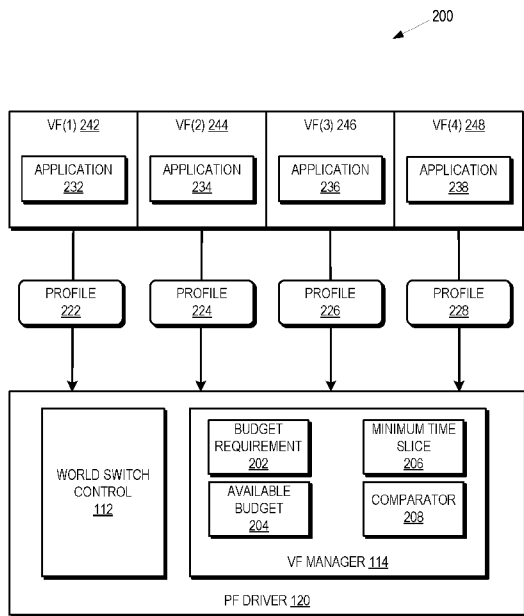 200
VF(1) 242
VF(2) 244
VF(3) 246
VF(4) 248
APPLICATION
232
APPLICATION
234
APPLICATION
236
APPLICATION
238
PROFILE
222
PROFILE
224
PROFILE
226
PROFILE
228
WORLD SWITCH
CONTROL
112
BUDGET
REQUIREMENT
202
MINIMUM TIME
SLICE
206
AVAILABLE
BUDGET
204
COMPARATOR
208
VF MANAGER 114
PF DRIVER 120